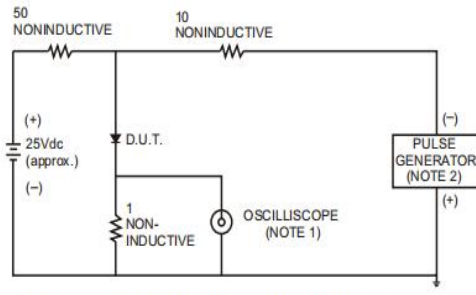 50
NONINDUCTIVE
10
NONINDUCTIVE
(+)
25Vdc
(approx.)
(-)
D.U.T.
1
NON-
INDUCTIVE
OSCILLISCOPE
(NOTE 1)
(-)
PULSE
GENERATOR
(NOTE 2)
(+)